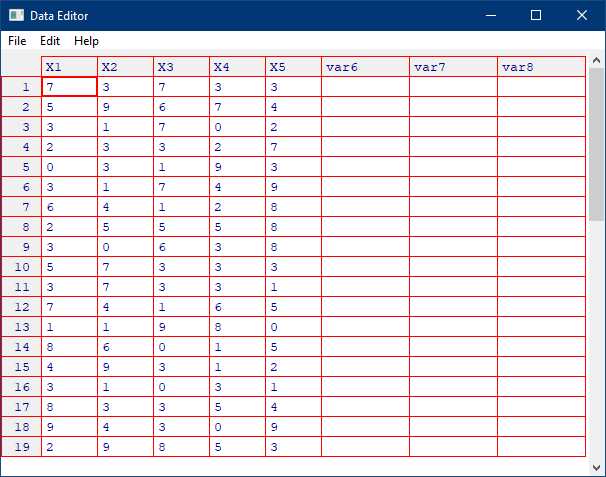 Data Editor
File Edit Help
X1 X2 X3 X4 X5 var6 var7 var8
1 7 3 7 3 3
2 5 9 6 7 4
3 3 1 7 0 2
4 2 3 3 2 7
5 0 3 1 9 3
6 3 1 7 4 9
7 6 4 1 2 8
8 2 5 5 5 8
9 3 0 6 3 8
10 5 7 3 3 3
11 3 7 3 3 1
12 7 4 1 6 5
13 1 1 9 8 0
14 8 6 0 1 5
15 4 9 3 1 2
16 3 1 0 3 1
17 8 3 3 5 4
18 9 4 3 0 9
19 2 9 8 5 3